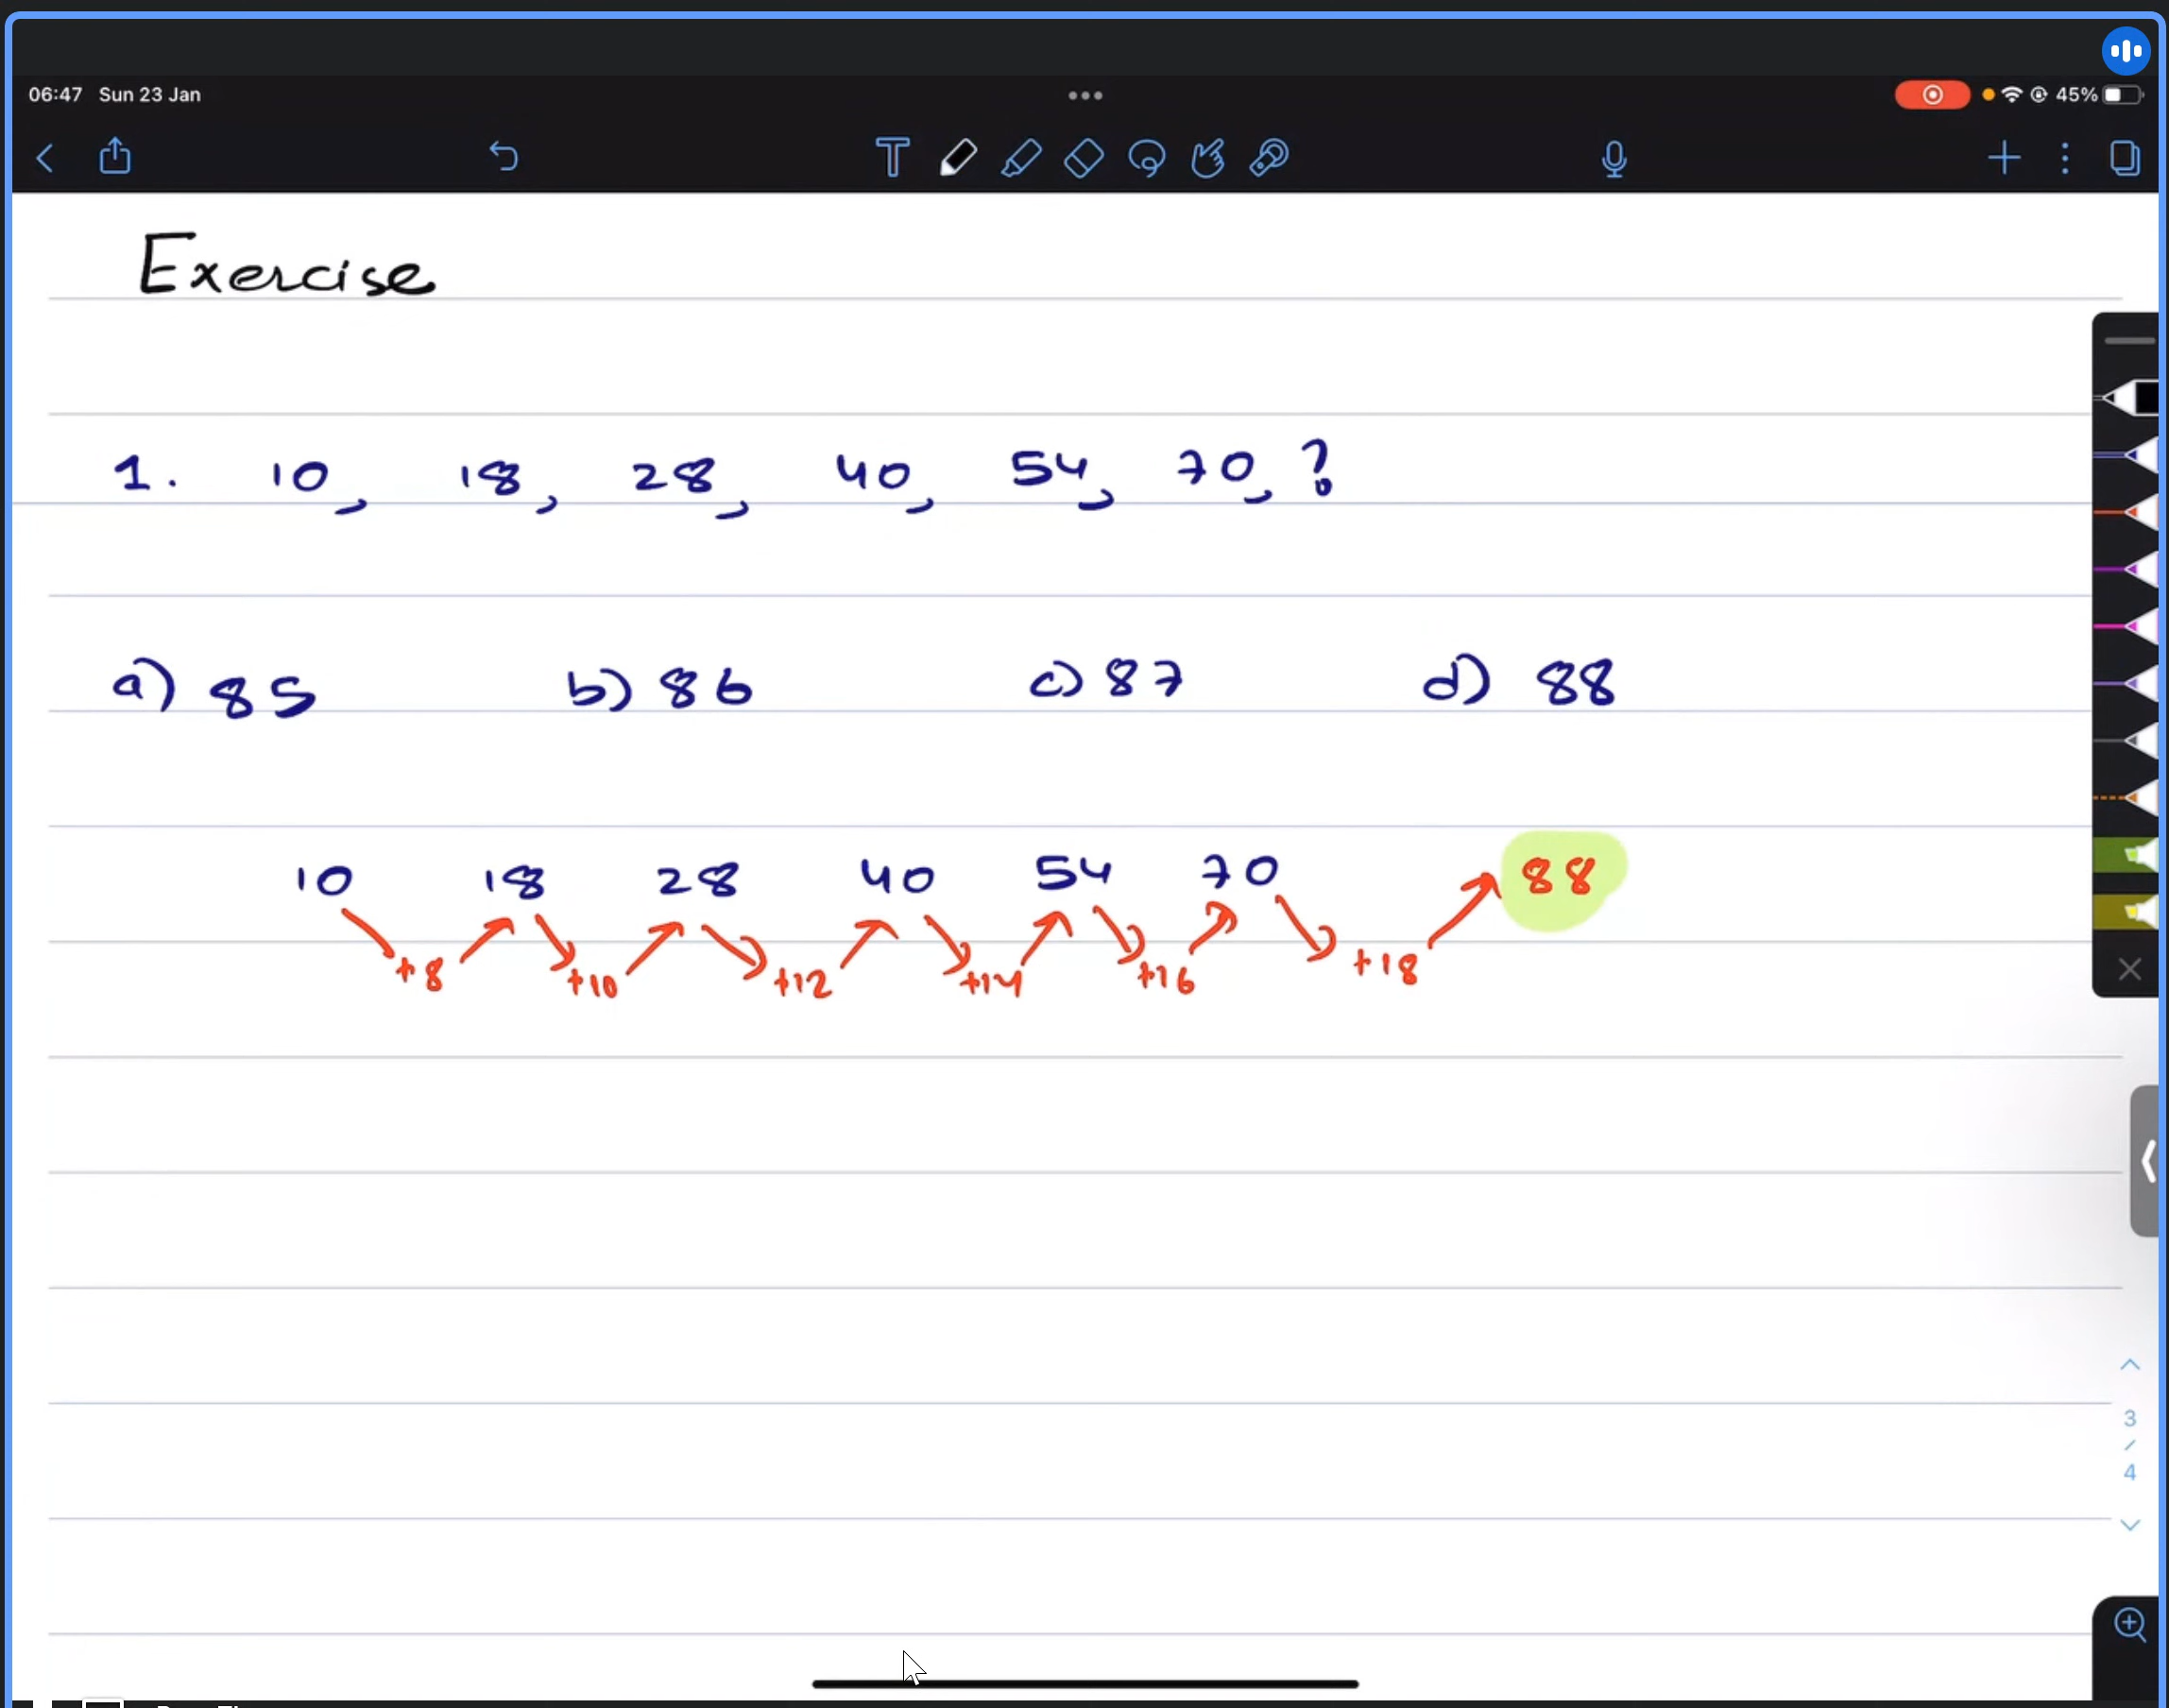 06:47 Sun 23 Jan
45%
Exercise
1. 10, 18, 28, 40, 54, 70, ?
a) 85 b) 86 c) 87 d) 88
10 18 28 40 54 70 88
+8 +10 +12 +14 +16 +18
3
/
4